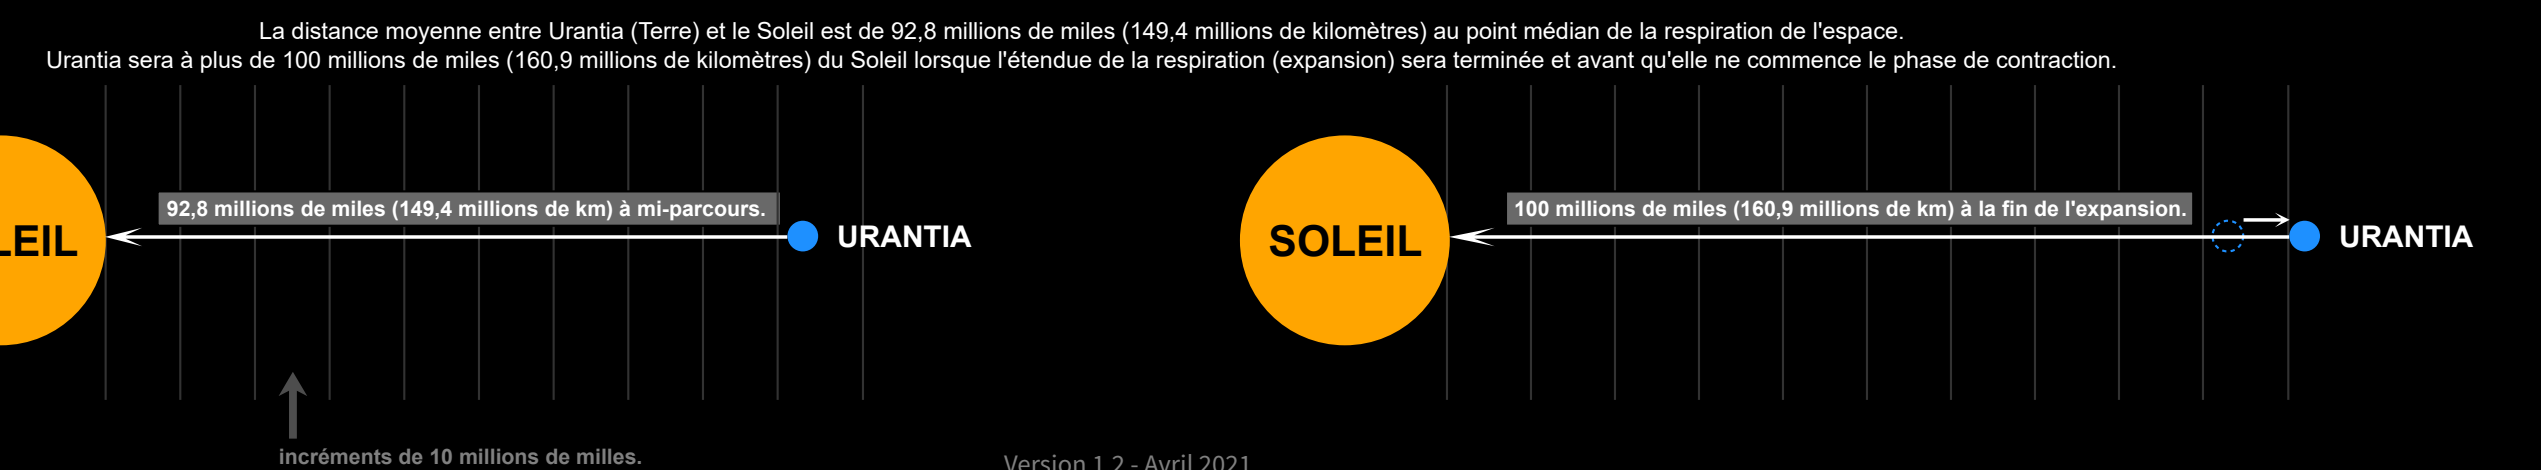 La distance moyenne entre Urantia (Terre) et le Soleil est de 92,8 millions de miles (149,4 millions de kilomètres) au point médian de la respiration de l'espace.
Urantia sera à plus de 100 millions de miles (160,9 millions de kilomètres) du Soleil lorsque l'étendue de la respiration (expansion) sera terminée et avant qu'elle ne commence le phase de contraction.
92,8 millions de miles (149,4 millions de km) à mi-parcours.
LEIL
URANTIA
100 millions de miles (160,9 millions de km) à la fin de l'expansion.
SOLEIL
URANTIA
incréments de 10 millions de milles.
Version 1.2 - Avril 2021